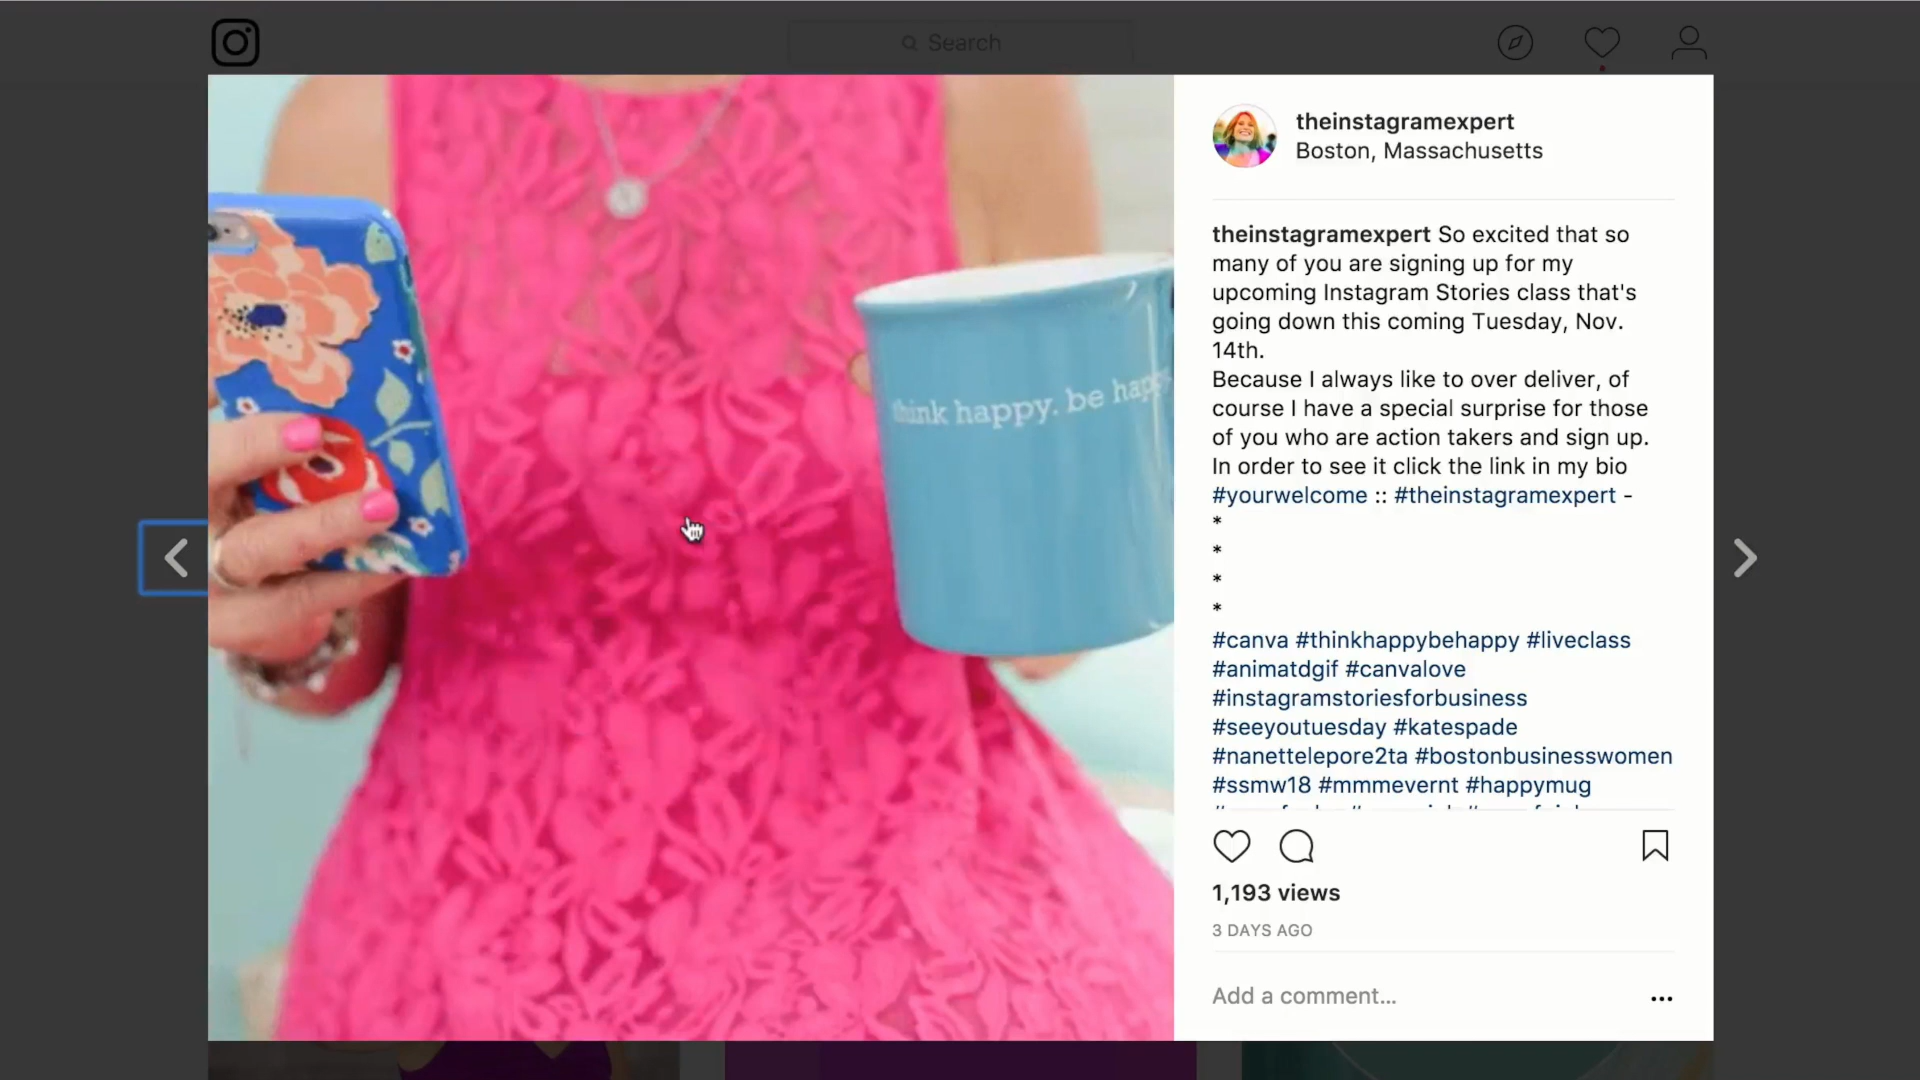 Search
theinstagramexpert
Boston, Massachusetts
think happy. be happy.
theinstagramexpert So excited that so
many of you are signing up for my
upcoming Instagram Stories class that's
going down this coming Tuesday, Nov.
14th.
Because I always like to over deliver, of
course I have a special surprise for those
of you who are action takers and sign up.
In order to see it click the link in my bio
#yourwelcome :: #theinstagramexpert -
*
*
*
*
#canva #thinkhappybehappy #liveclass
#animatdgif #canvalove
#instagramstoriesforbusiness
#seeyoutuesday #katespade
#nanettelepore2ta #bostonbusinesswomen
#ssmw18 #mmmevernt #happymug
1,193 views
3 DAYS AGO
Add a comment...